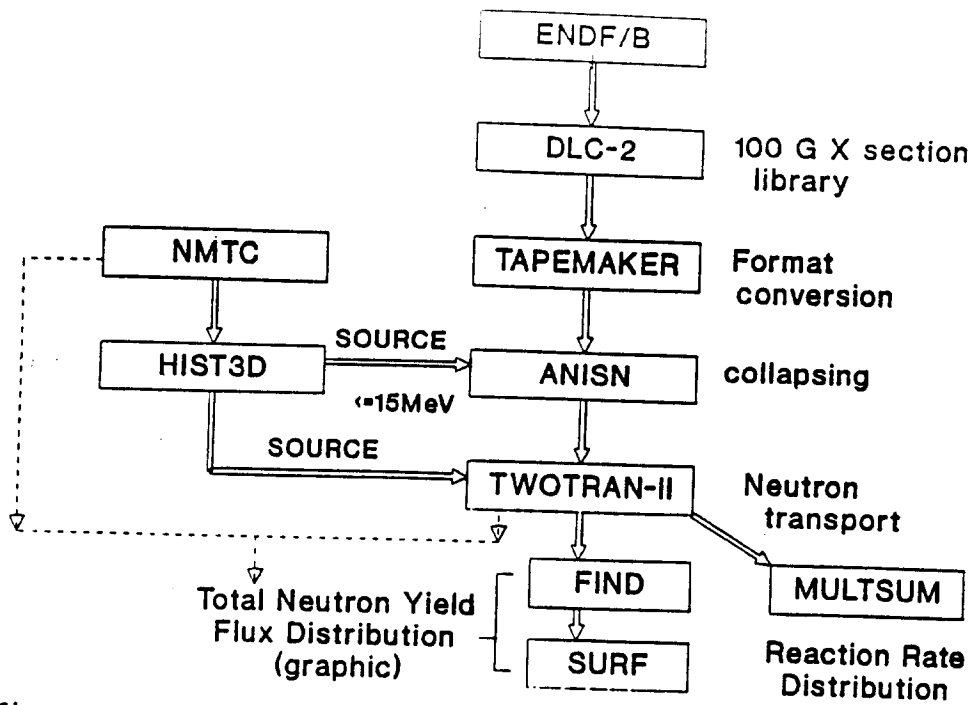 ENDF/B
DLC-2
100 G X section
library
NMTC
TAPEMAKER
Format
conversion
SOURCE
HIST3D
ANISN
collapsing
<=15MeV
SOURCE
TWOTRAN-II
Neutron
transport
FIND
MULTSUM
Total Neutron Yield
Flux Distribution
(graphic)
SURF
Reaction Rate
Distribution